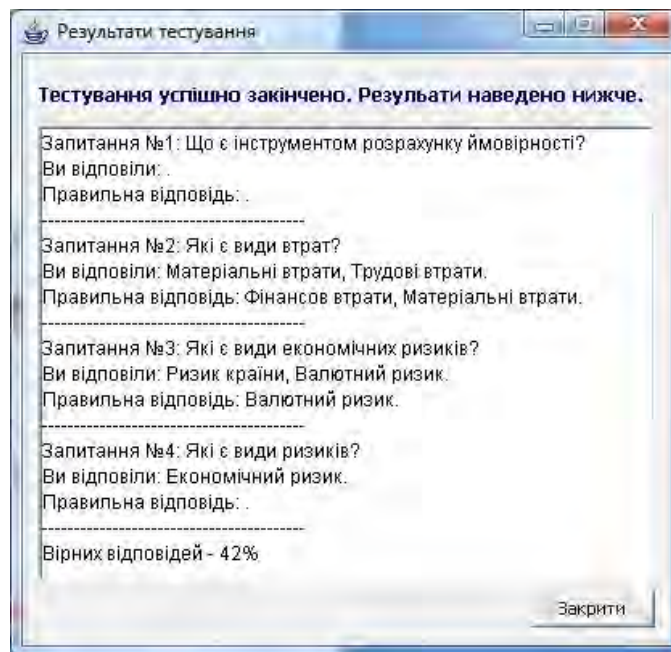 Результати тестування
Тестування успішно закінчено. Резульати наведено нижче.
Запитання №1: Що є інструментом розрахунку ймовірності?
Ви відповіли: .
Правильна відповідь: .
----------------------------------------
Запитання №2: Які є види втрат?
Ви відповіли: Матеріальні втрати, Трудові втрати.
Правильна відповідь: Фінансов втрати, Матеріальні втрати.
----------------------------------------
Запитання №3: Які є види економічних ризиків?
Ви відповіли: Ризик країни, Валютний ризик.
Правильна відповідь: Валютний ризик.
----------------------------------------
Запитання №4: Які є види ризиків?
Ви відповіли: Економічний ризик.
Правильна відповідь: .
----------------------------------------
Вірних відповідей - 42%
Закрити